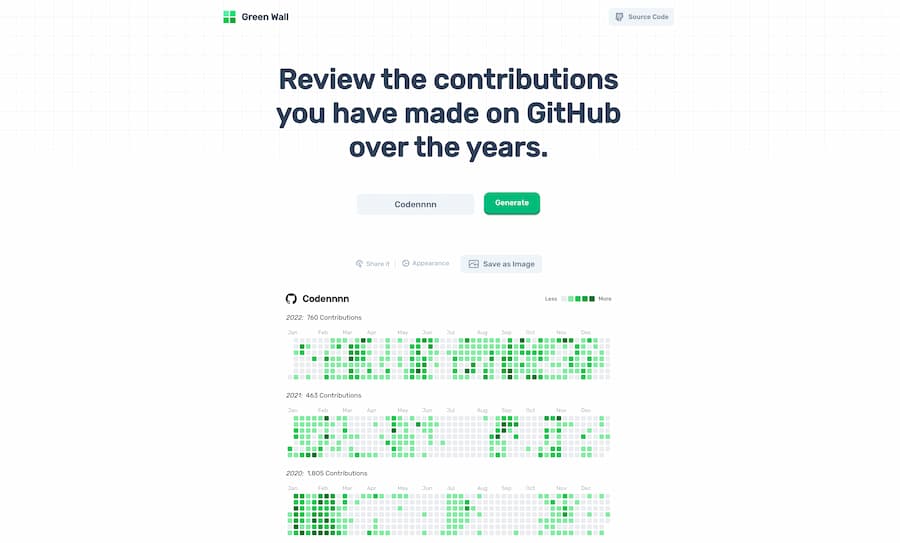 Green Wall
Source Code
Review the contributions
you have made on GitHub
over the years.
Codennnn
Generate
Share it
Appearance
Save as Image
Codennnn
Less
More
2022: 760 Contributions
Jan Feb Mar Apr May Jun Jul Aug Sep Oct Nov Dec
2021: 463 Contributions
Jan Feb Mar Apr May Jun Jul Aug Sep Oct Nov Dec
2020: 1,805 Contributions
Jan Feb Mar Apr May Jun Jul Aug Sep Oct Nov Dec